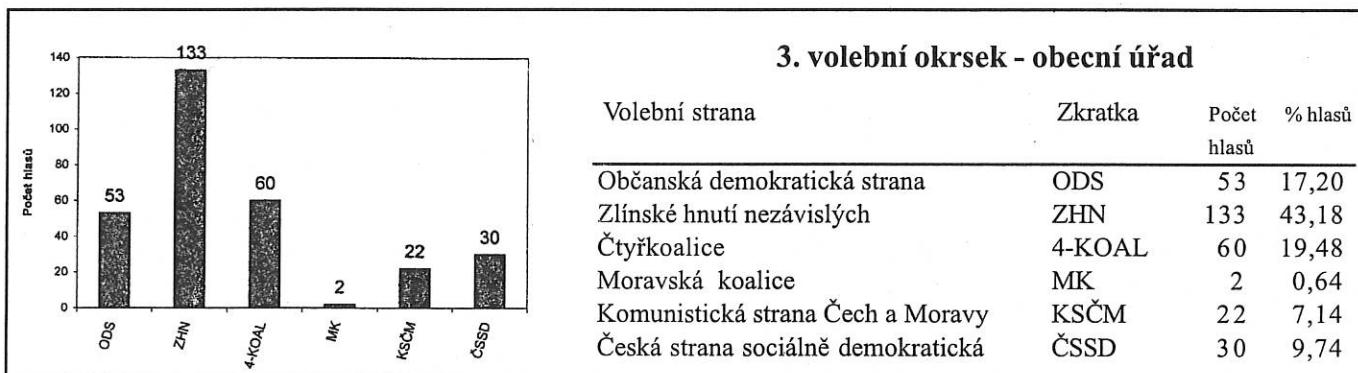 3. volební okrsek - obecní úřad
Počet hlasů
140
120
100
80
60
40
20
0
53
133
60
2
22
30
ODS
ZHN
4-KOAL
MK
KSČM
ČSSD
Volební strana Zkratka Počet hlasů % hlasů
Občanská demokratická strana ODS 53 17,20
Zlínské hnutí nezávislých ZHN 133 43,18
Čtyřkoalice 4-KOAL 60 19,48
Moravská koalice MK 2 0,64
Komunistická strana Čech a Moravy KSČM 22 7,14
Česká strana sociálně demokratická ČSSD 30 9,74